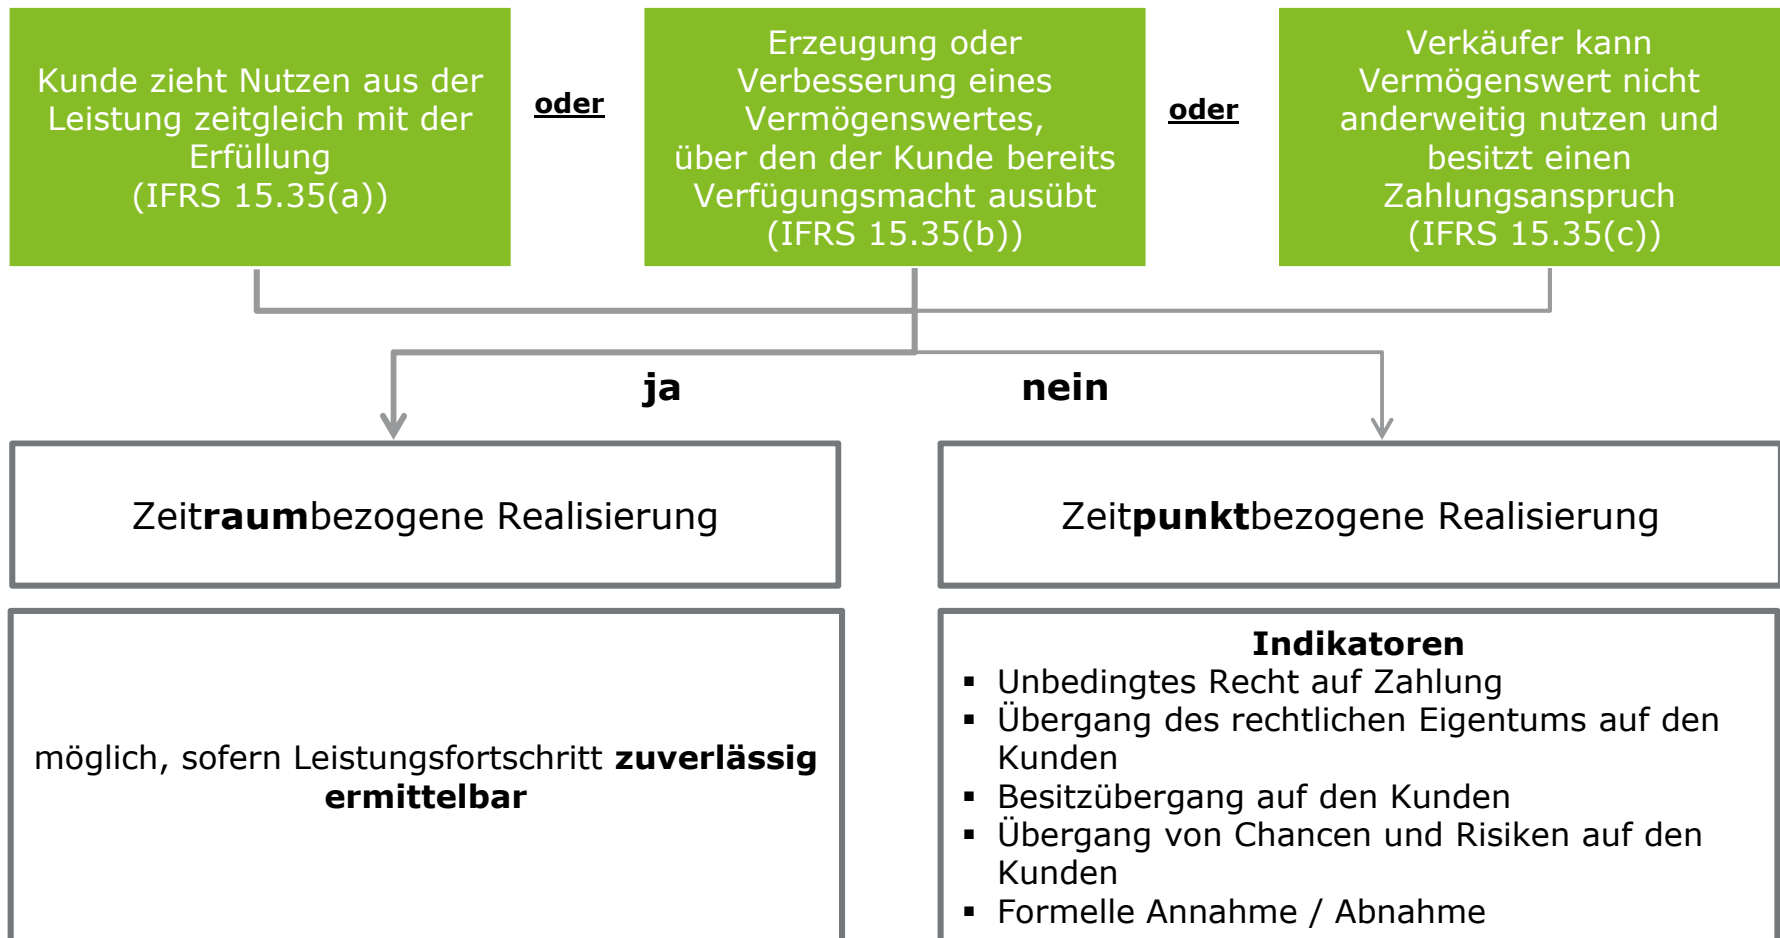 Kunde zieht Nutzen aus der
Leistung zeitgleich mit der
Erfüllung
(IFRS 15.35(a))
oder
Erzeugung oder
Verbesserung eines
Vermögenswertes,
über den der Kunde bereits
Verfügungsmacht ausübt
(IFRS 15.35(b))
oder
Verkäufer kann
Vermögenswert nicht
anderweitig nutzen und
besitzt einen
Zahlungsanspruch
(IFRS 15.35(c))
ja
nein
Zeitraumbezogene Realisierung
Zeitpunktbezogene Realisierung
möglich, sofern Leistungsfortschritt zuverlässig
ermittelbar
Indikatoren
▪ Unbedingtes Recht auf Zahlung
▪ Übergang des rechtlichen Eigentums auf den
Kunden
▪ Besitzübergang auf den Kunden
▪ Übergang von Chancen und Risiken auf den
Kunden
▪ Formelle Annahme / Abnahme